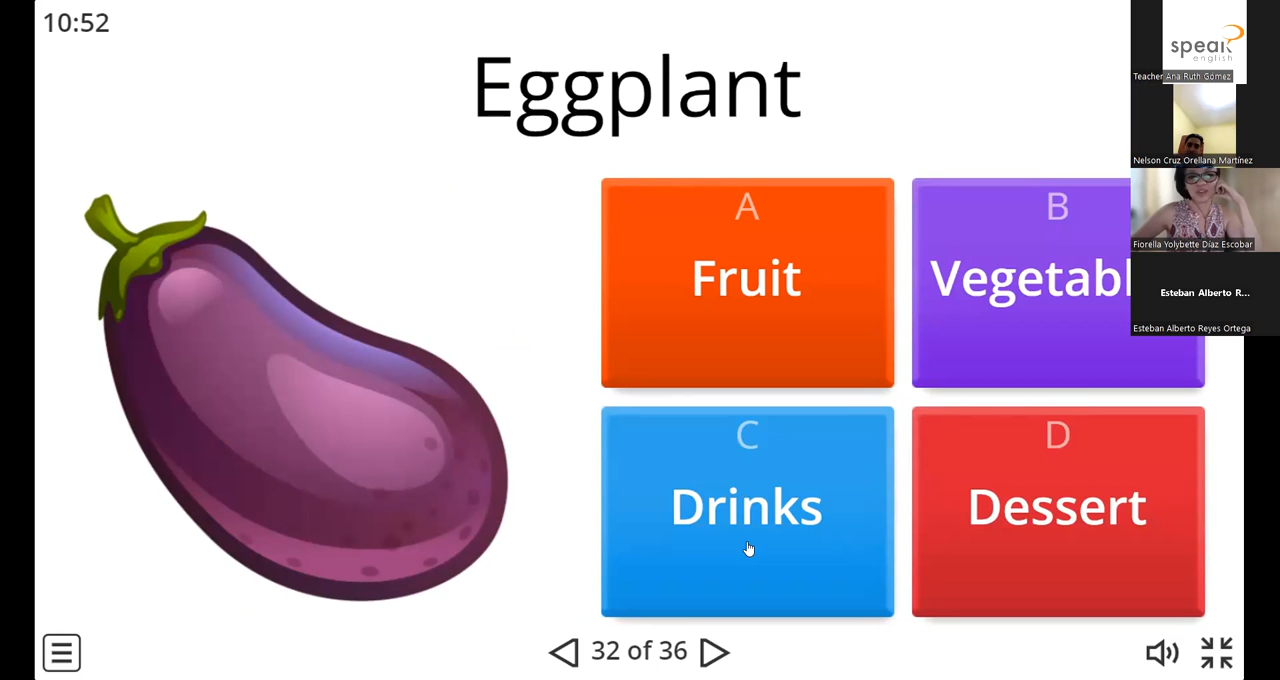 10:52
Eggplant
A
Fruit
B
Vegetabl
C
Drinks
D
Dessert
32 of 36
speak
english
Teacher Ana Ruth Gómez
Nelson Cruz Orellana Martínez
Fiorella Yolybette Díaz Escobar
Esteban Alberto R...
Esteban Alberto Reyes Ortega